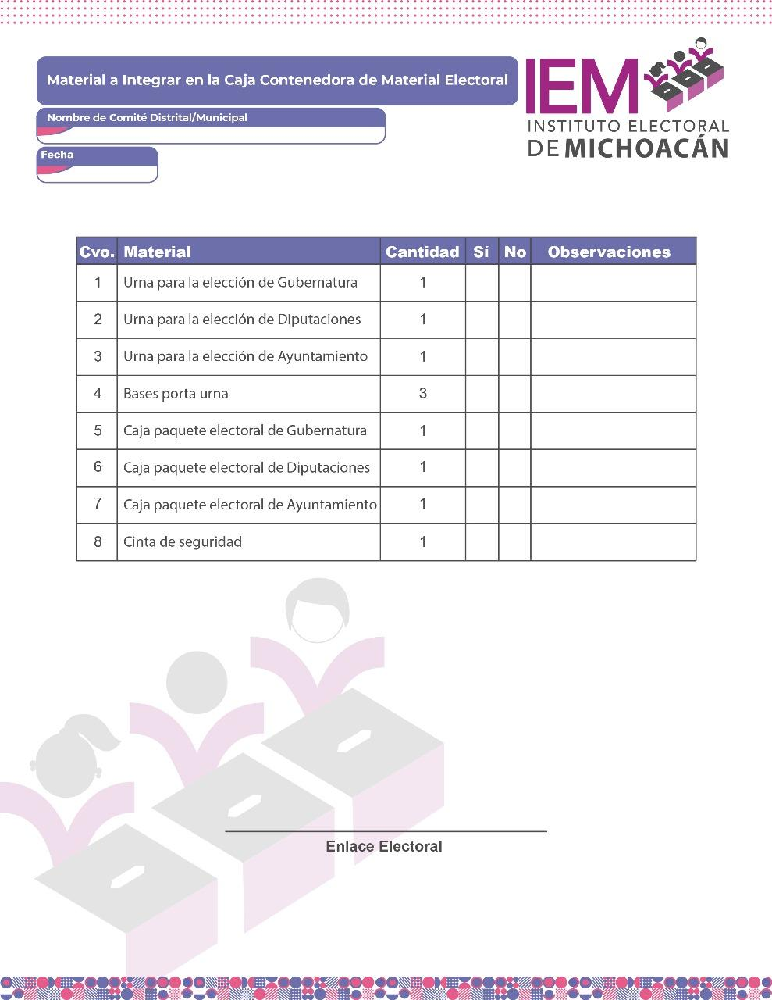 Material a Integrar en la Caja Contenedora de Material Electoral
IEM
INSTITUTO ELECTORAL
DE MICHOACÁN
Nombre de Comité Distrital/Municipal
Fecha
Cvo. Material Cantidad Sí No Observaciones
1 Urna para la elección de Gubernatura 1
2 Urna para la elección de Diputaciones 1
3 Urna para la elección de Ayuntamiento 1
4 Bases porta urna 3
5 Caja paquete electoral de Gubernatura 1
6 Caja paquete electoral de Diputaciones 1
7 Caja paquete electoral de Ayuntamiento 1
8 Cinta de seguridad 1
Enlace Electoral